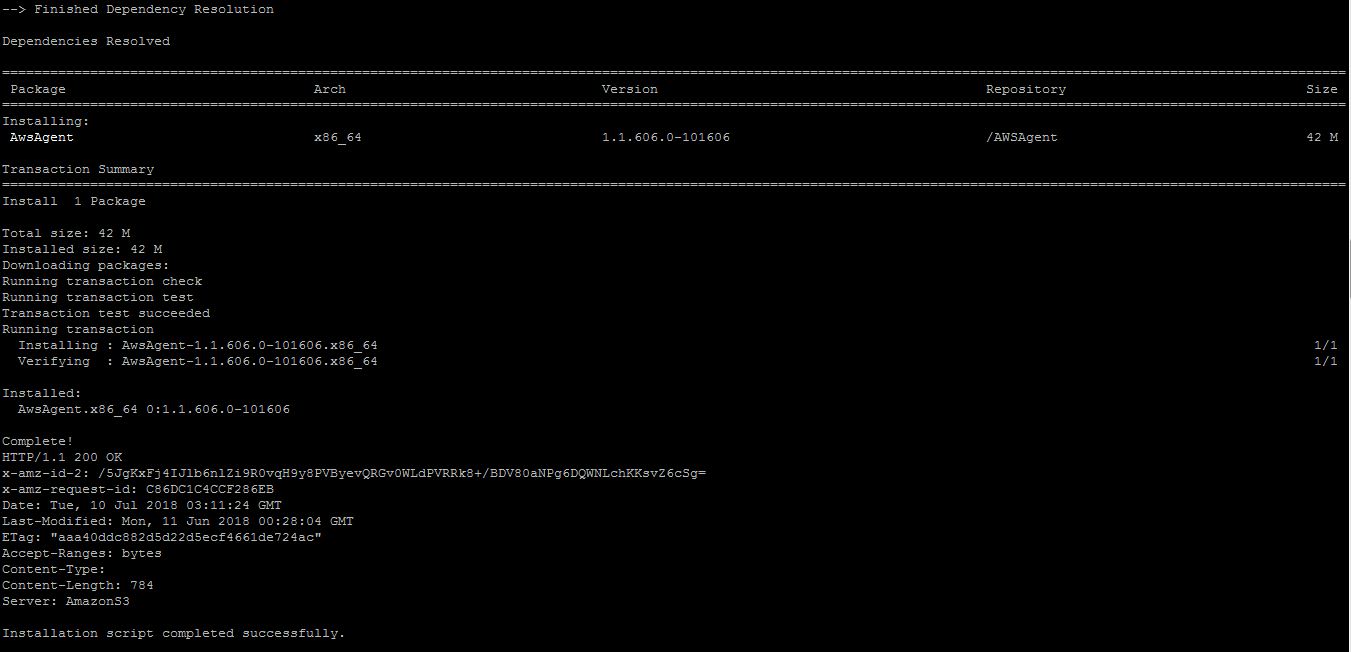 --> Finished Dependency Resolution
Dependencies Resolved
================================================================================
Package Arch Version Repository Size
================================================================================
Installing:
AwsAgent x86_64 1.1.606.0-101606 /AWSAgent 42 M
Transaction Summary
================================================================================
Install 1 Package
Total size: 42 M
Installed size: 42 M
Downloading packages:
Running transaction check
Running transaction test
Transaction test succeeded
Running transaction
Installing : AwsAgent-1.1.606.0-101606.x86_64 1/1
Verifying : AwsAgent-1.1.606.0-101606.x86_64 1/1
Installed:
AwsAgent.x86_64 0:1.1.606.0-101606
Complete!
HTTP/1.1 200 OK
x-amz-id-2: /5JgKxFj4IJlb6nlZi9R0vqH9y8PVByevQRGv0WLdPVRRk8+/BDV80aNPg6DQWNLchKKsvZ6cSg=
x-amz-request-id: C86DC1C4CCF286EB
Date: Tue, 10 Jul 2018 03:11:24 GMT
Last-Modified: Mon, 11 Jun 2018 00:28:04 GMT
ETag: "aaa40ddc882d5d22d5ecf4661de724ac"
Accept-Ranges: bytes
Content-Type:
Content-Length: 784
Server: AmazonS3
Installation script completed successfully.